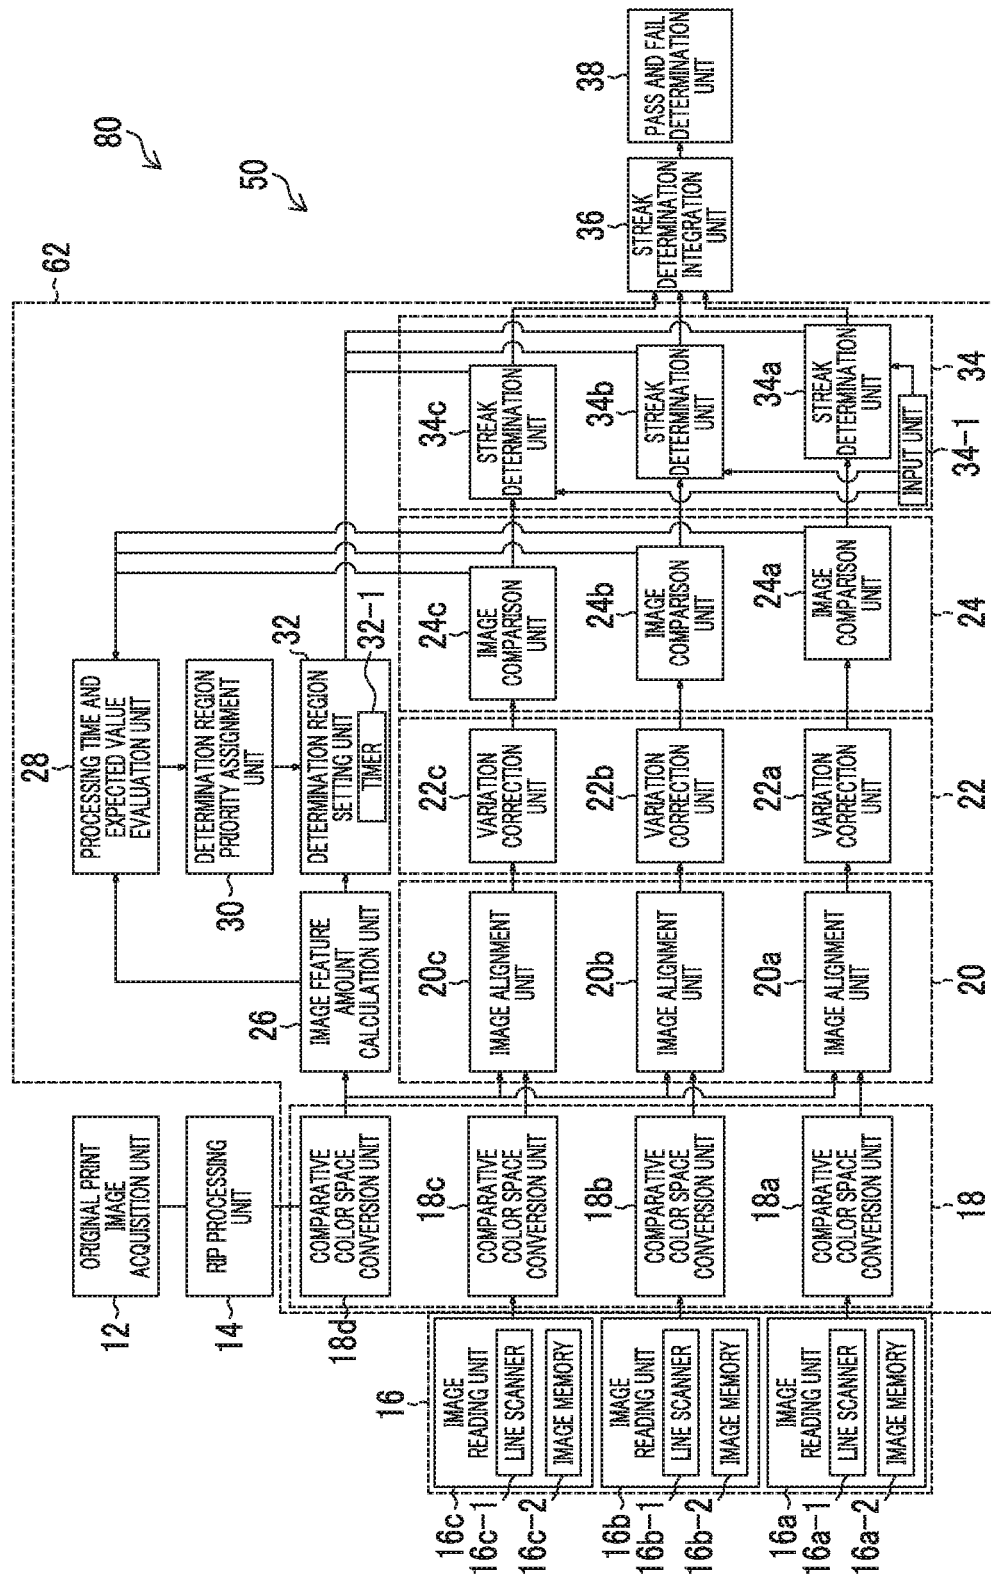 80
50
62
ORIGINAL PRINT
IMAGE
ACQUISITION UNIT
12
RIP PROCESSING
UNIT
14
PROCESSING TIME AND
EXPECTED VALUE
EVALUATION UNIT
28
DETERMINATION REGION
PRIORITY ASSIGNMENT
UNIT
30
DETERMINATION REGION
SETTING UNIT
TIMER
32
32-1
IMAGE FEATURE
AMOUNT
CALCULATION UNIT
26
COMPARATIVE
COLOR SPACE
CONVERSION UNIT
18d
16
IMAGE
READING UNIT
LINE SCANNER
IMAGE MEMORY
16c
16c-1
16c-2
COMPARATIVE
COLOR SPACE
CONVERSION UNIT
18c
IMAGE ALIGNMENT
UNIT
20c
VARIATION
CORRECTION
UNIT
22c
IMAGE
COMPARISON
UNIT
24c
STREAK
DETERMINATION
UNIT
34c
IMAGE
READING UNIT
LINE SCANNER
IMAGE MEMORY
16b
16b-1
16b-2
COMPARATIVE
COLOR SPACE
CONVERSION UNIT
18b
IMAGE ALIGNMENT
UNIT
20b
VARIATION
CORRECTION
UNIT
22b
IMAGE
COMPARISON
UNIT
24b
STREAK
DETERMINATION
UNIT
34b
STREAK
DETERMINATION
INTEGRATION
UNIT
36
PASS AND FAIL
DETERMINATION
UNIT
38
IMAGE
READING UNIT
LINE SCANNER
IMAGE MEMORY
16a
16a-1
16a-2
COMPARATIVE
COLOR SPACE
CONVERSION UNIT
18a
IMAGE ALIGNMENT
UNIT
20a
VARIATION
CORRECTION
UNIT
22a
IMAGE
COMPARISON
UNIT
24a
STREAK
DETERMINATION
UNIT
34a
INPUT UNIT
34-1
18
20
22
24
34